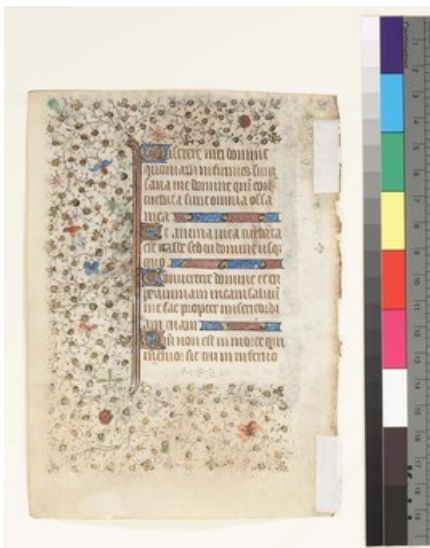 Miserere mei domine
quoniam infirmus sum
sana me domine qm̄ con
turbata sunt omnia ossa
mea
Et anima mea turbata
est valde sed tu domine usq
quo
Convertere domine et eri
pe animam meam salvum
me fac propter misericordi
am tuam
Qm̄ non est in morte qui
memor sit tui in inferno